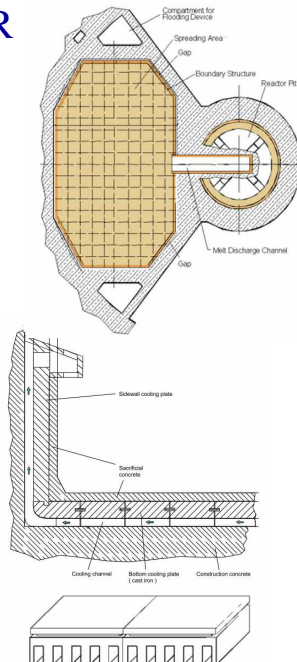 R
Compartment for
Flooding Device
Spreading Area
Gap
Boundary Structure
Reactor Pit
Melt Discharge Channel
Gap
Sidewall cooling plate
Sacrificial
concrete
Cooling channel
Bottom cooling plate
( cast iron )
Construction concrete